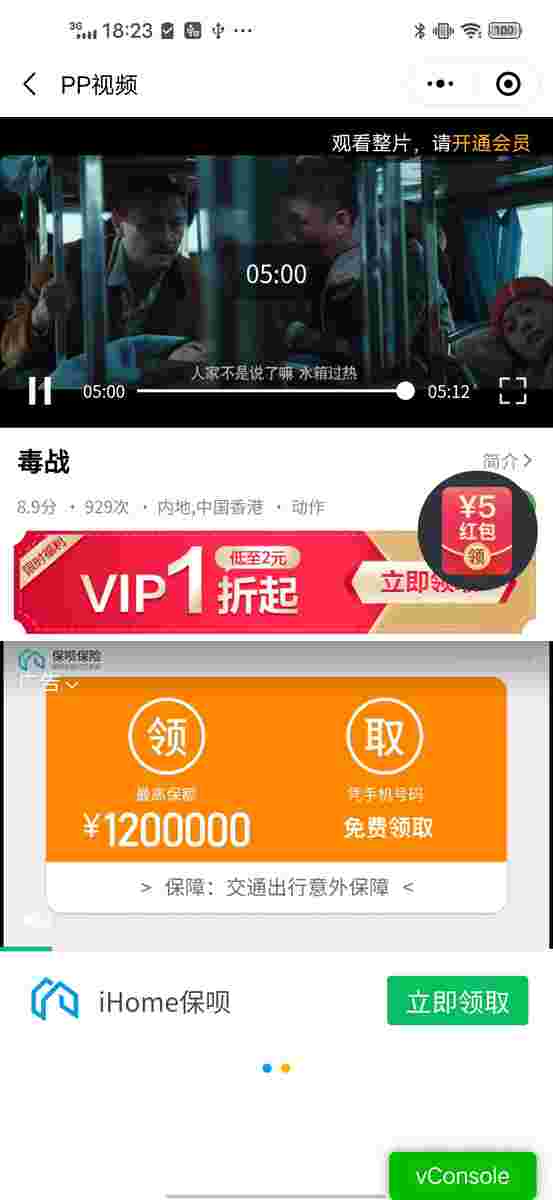 3G 18:23 100
PP视频
观看整片，请开通会员
05:00
人家不是说了嘛 水箱过热
05:00 05:12
毒战 简介
8.9分 · 929次 · 内地,中国香港 · 动作
¥5
红包
领
限时福利
VIP1折起
低至2元
立即领取
保呗保险
广告
领 取
最高保额 凭手机号码
¥1200000 免费领取
> 保障：交通出行意外保障 <
iHome保呗 立即领取
vConsole